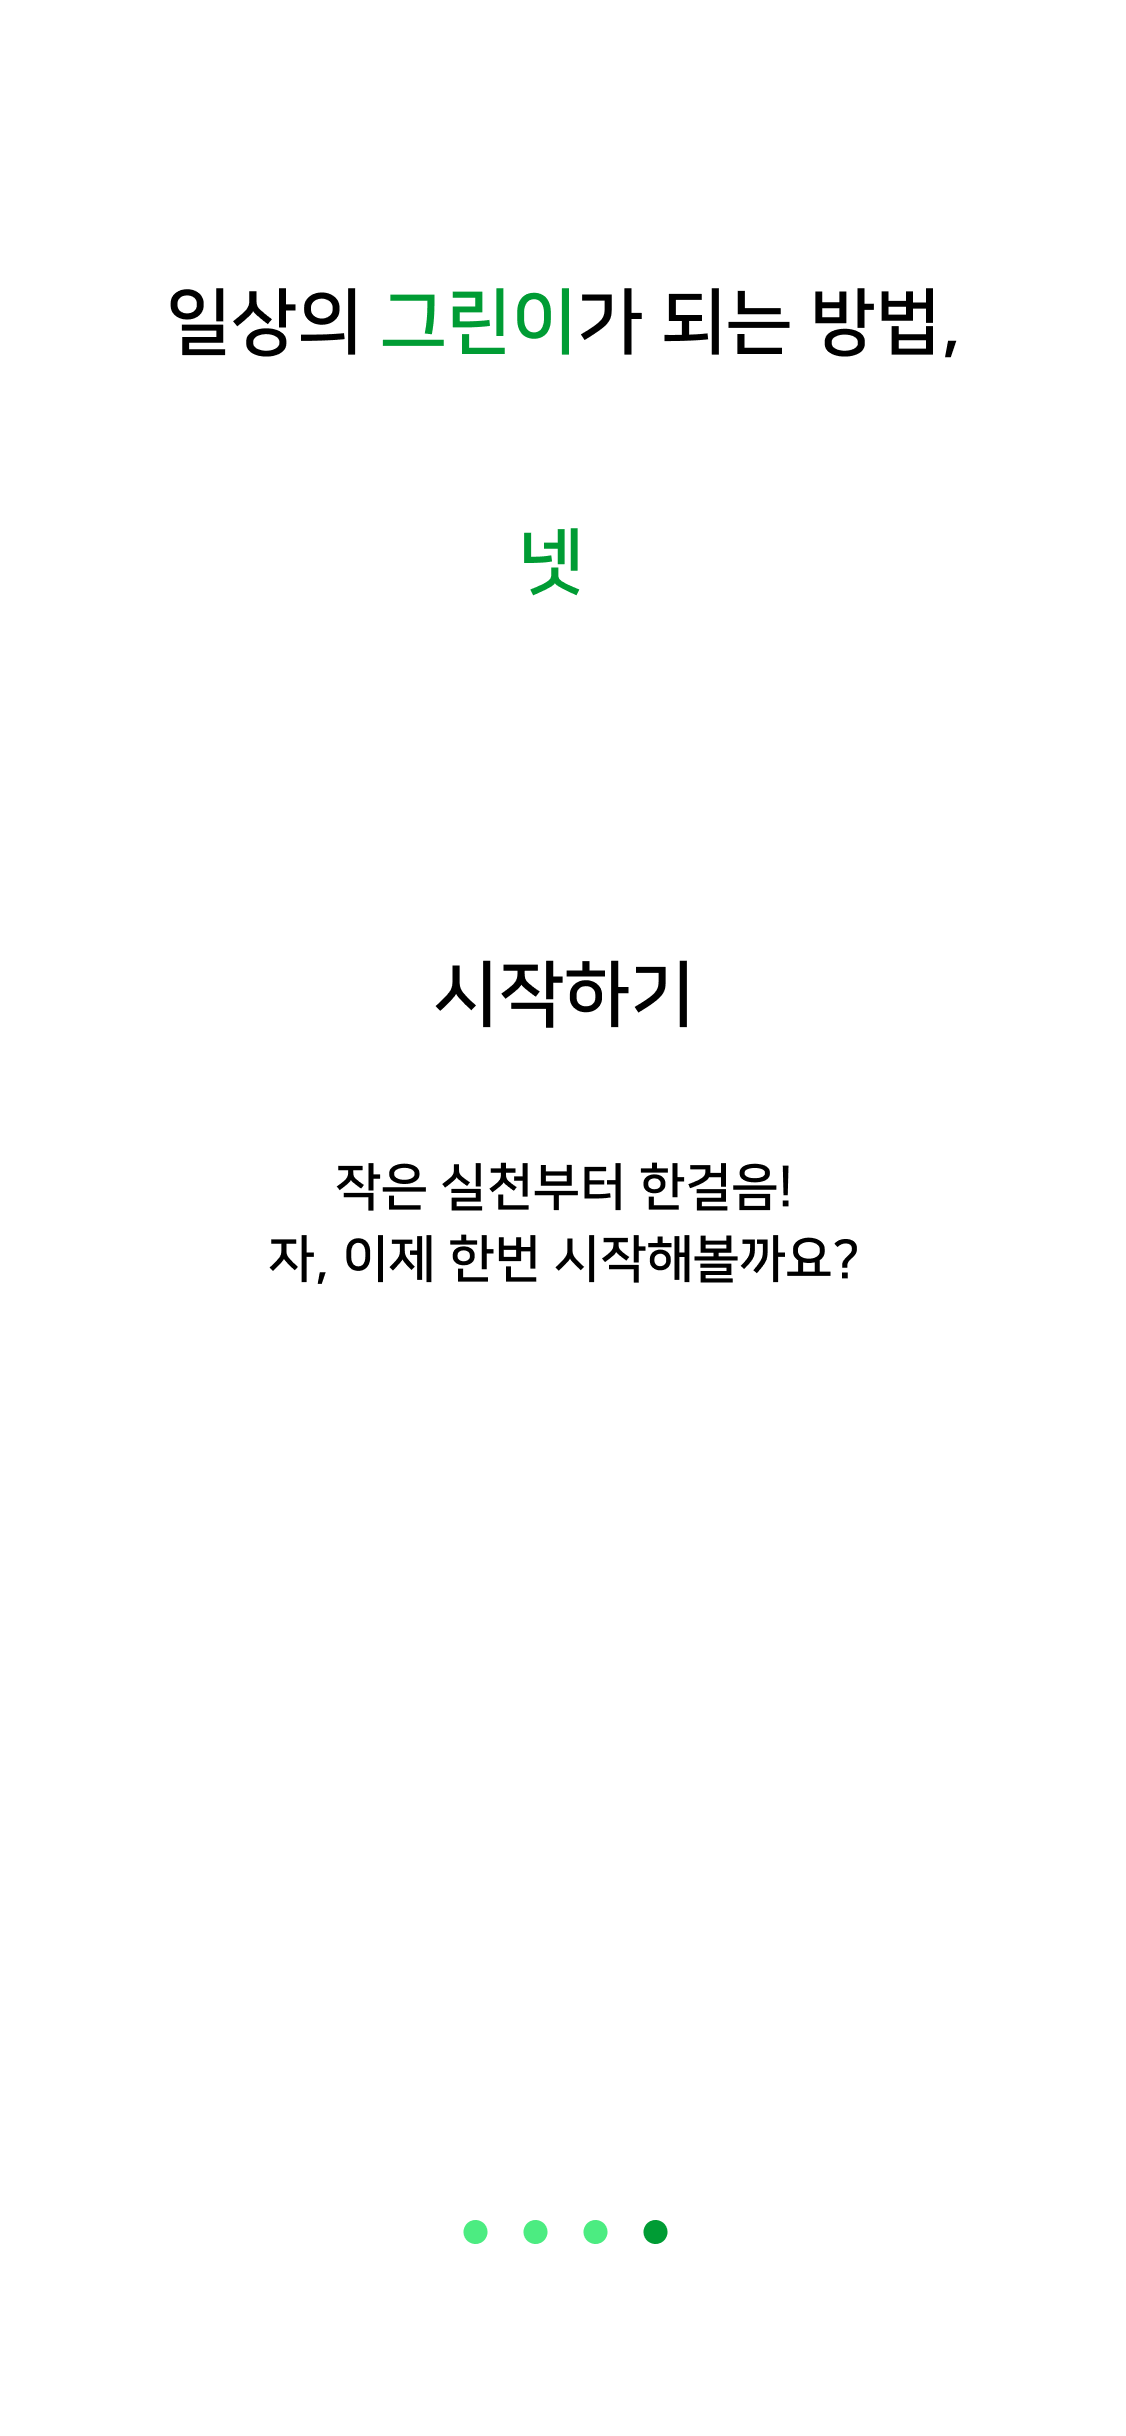 일상의 그린이가 되는 방법,
넷
시작하기
작은 실천부터 한걸음!
자, 이제 한번 시작해볼까요?